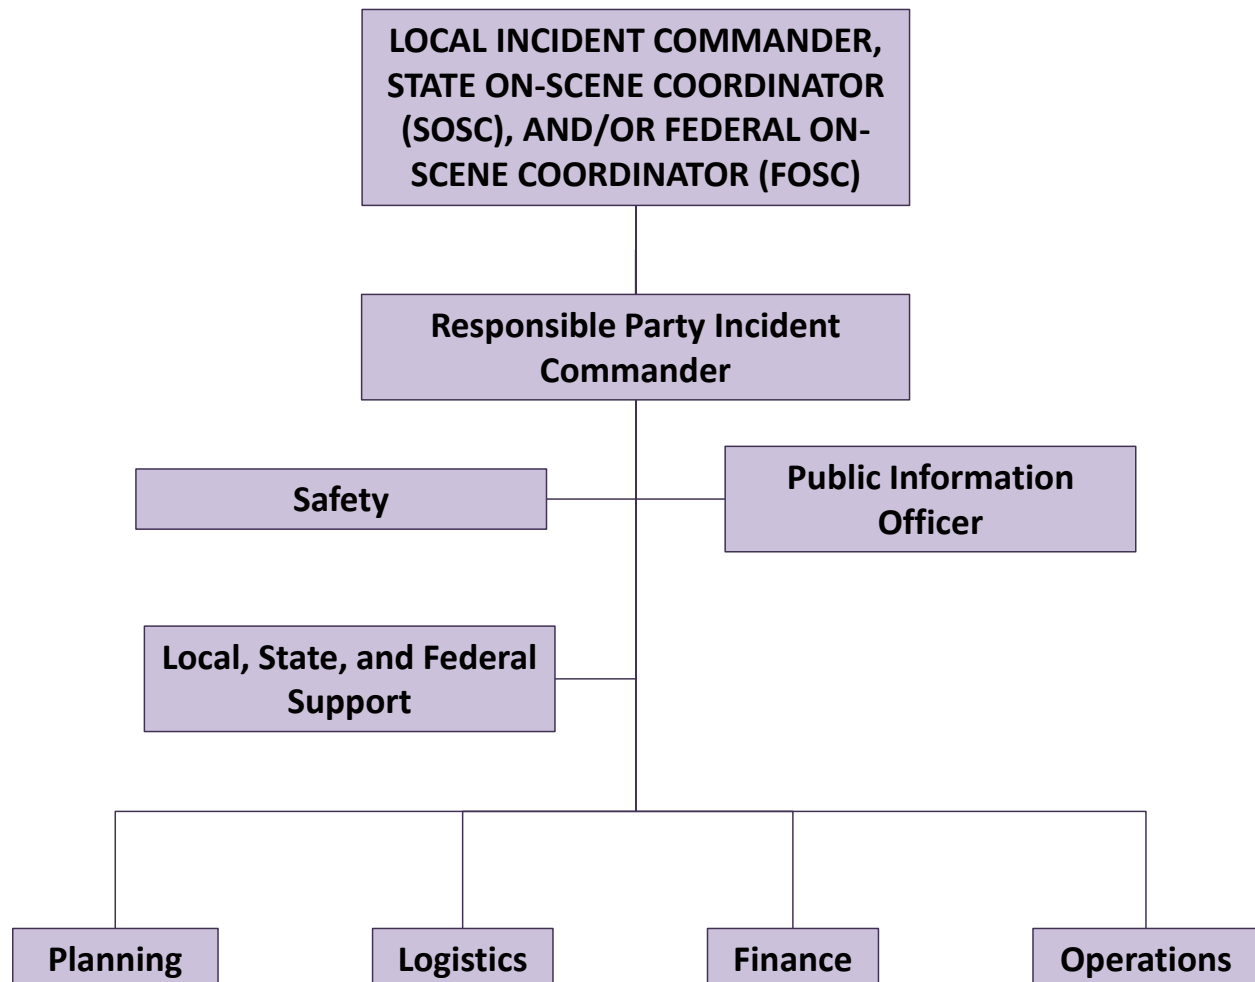 LOCAL INCIDENT COMMANDER,
STATE ON-SCENE COORDINATOR
(SOSC), AND/OR FEDERAL ON-
SCENE COORDINATOR (FOSC)
Responsible Party Incident
Commander
Safety
Public Information
Officer
Local, State, and Federal
Support
Planning
Logistics
Finance
Operations